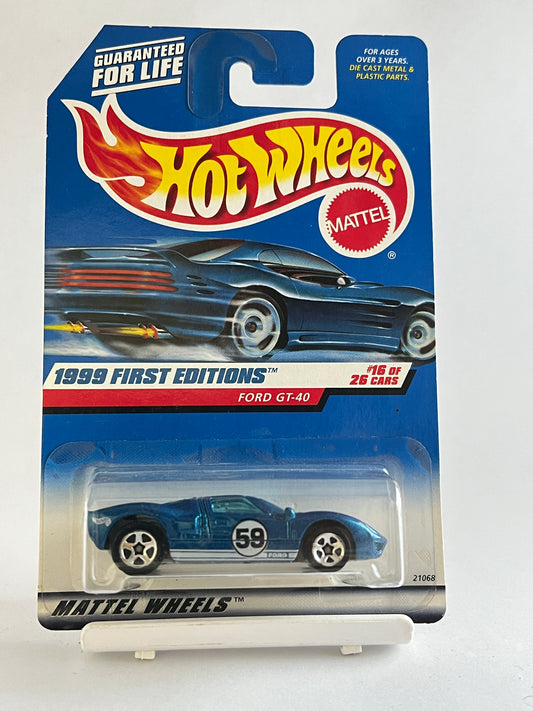 GUARANTEED
FOR LIFE
FOR AGES
OVER 3 YEARS.
DIE CAST METAL &
PLASTIC PARTS.
HOT WHEELS
MATTEL
®
1999 FIRST EDITIONS™
#16 OF
26 CARS
FORD GT-40
59
FORD
21068
MATTEL WHEELS™